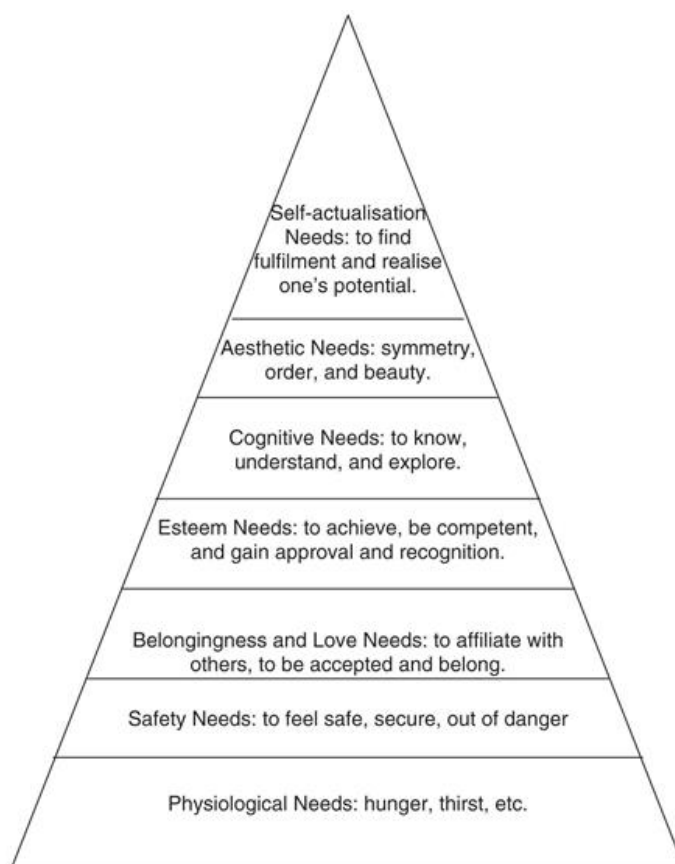 Self-actualisation
Needs: to find
fulfilment and realise
one's potential.
Aesthetic Needs: symmetry,
order, and beauty.
Cognitive Needs: to know,
understand, and explore.
Esteem Needs: to achieve, be competent,
and gain approval and recognition.
Belongingness and Love Needs: to affiliate with
others, to be accepted and belong.
Safety Needs: to feel safe, secure, out of danger
Physiological Needs: hunger, thirst, etc.